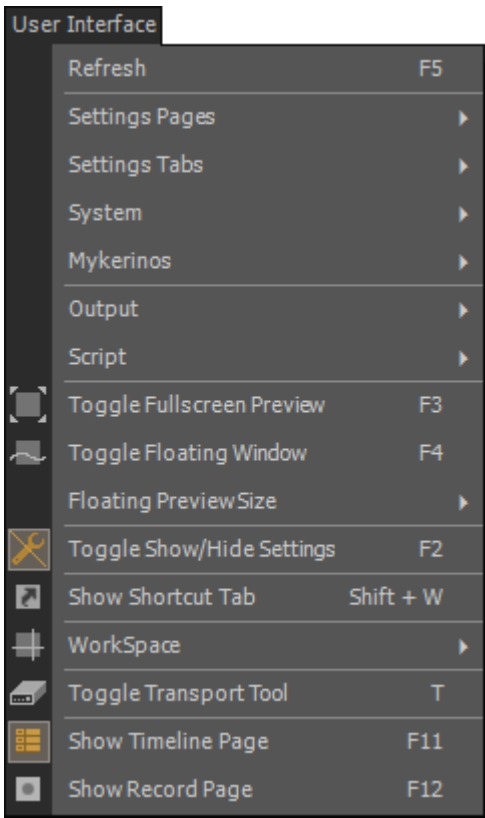 User Interface
Refresh F5
Settings Pages
Settings Tabs
System
Mykerinos
Output
Script
Toggle Fullscreen Preview F3
Toggle Floating Window F4
Floating Preview Size
Toggle Show/Hide Settings F2
Show Shortcut Tab Shift + W
WorkSpace
Toggle Transport Tool T
Show Timeline Page F11
Show Record Page F12